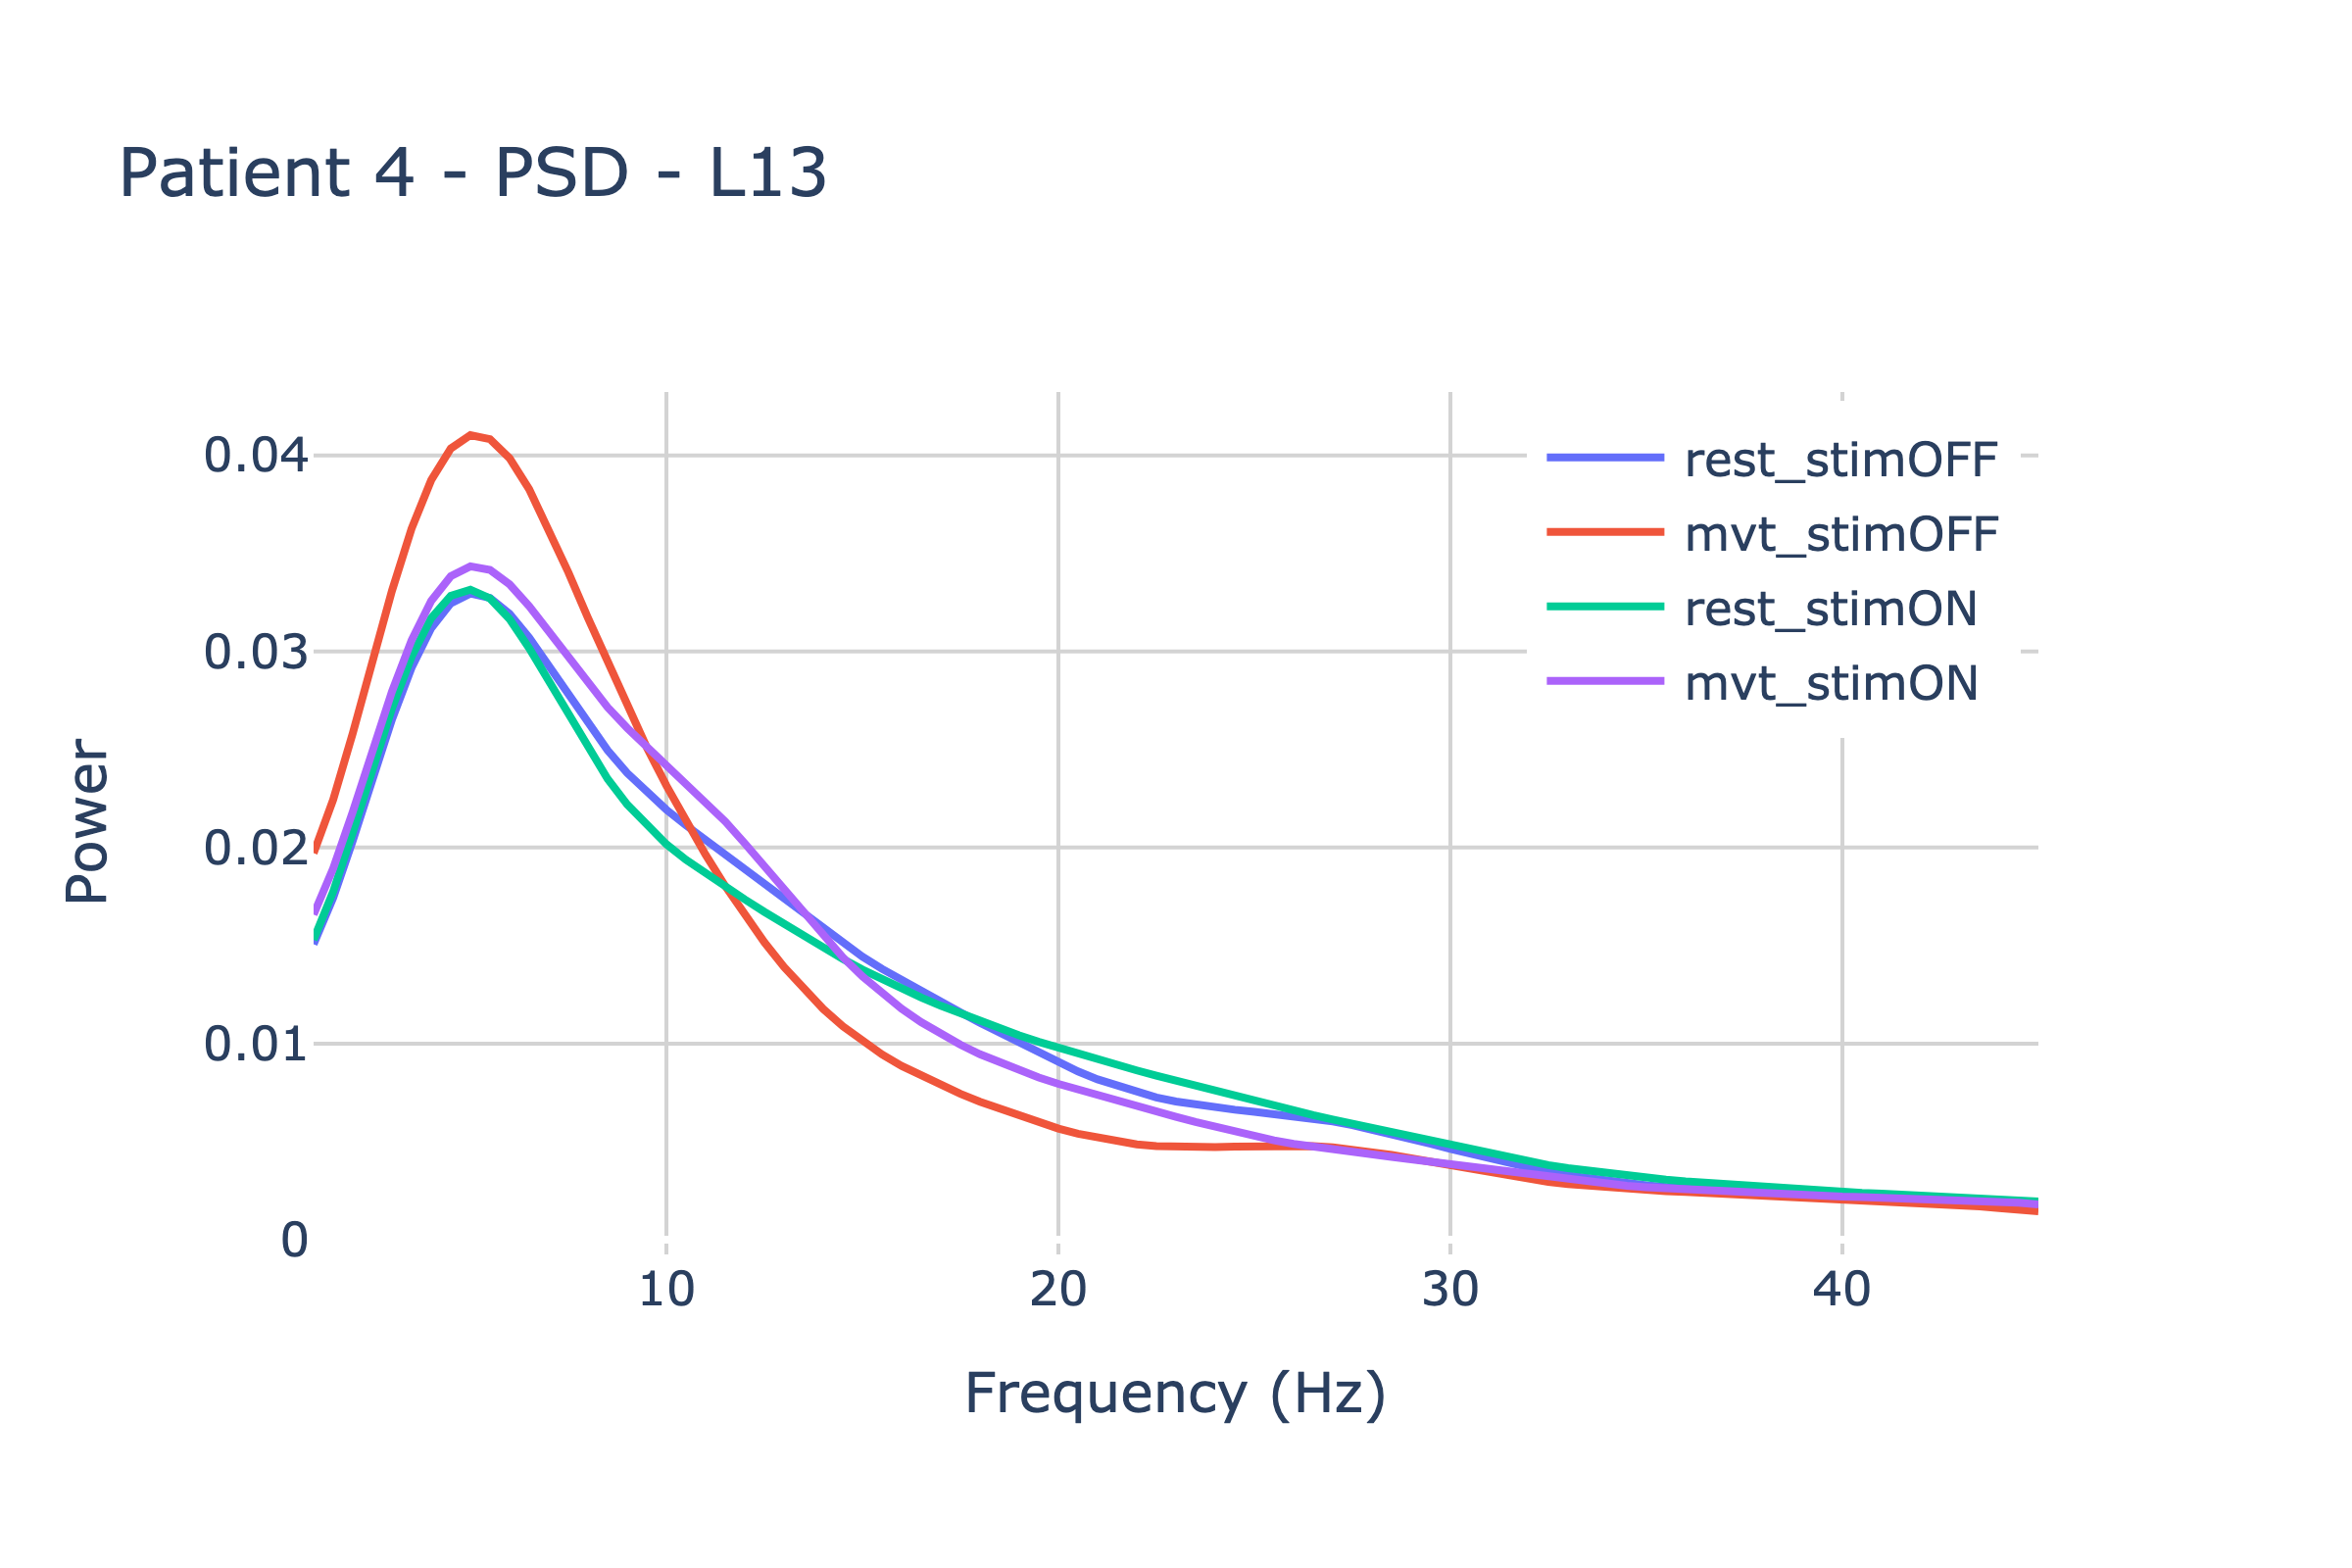 Patient 4 - PSD - L13
rest_stimOFF
mvt_stimOFF
rest_stimON
mvt_stimON
Power
0.04
0.03
0.02
0.01
0
10 20 30 40
Frequency (Hz)